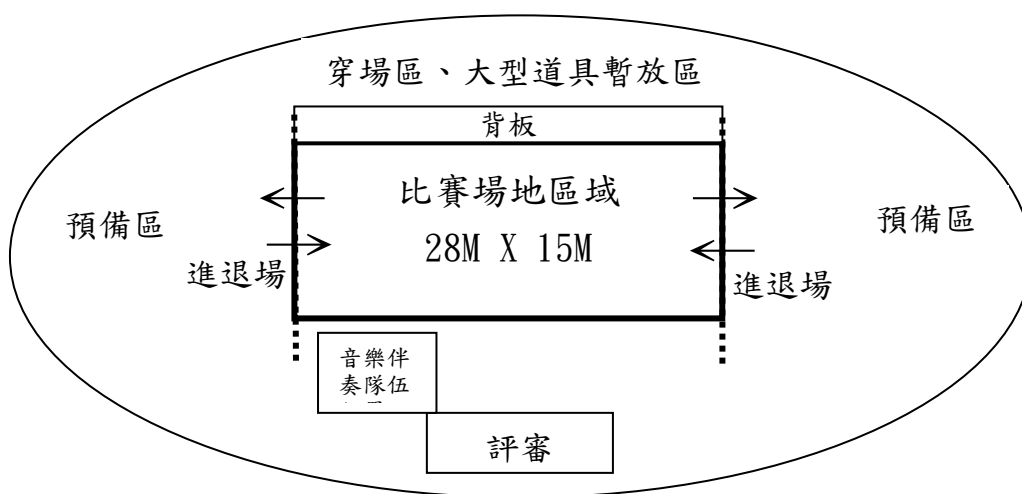 穿場區、大型道具暫放區
背板
比賽場地區域
預備區
預備區
28M X 15M
進退場
進退場
音樂伴
奏隊伍
評審